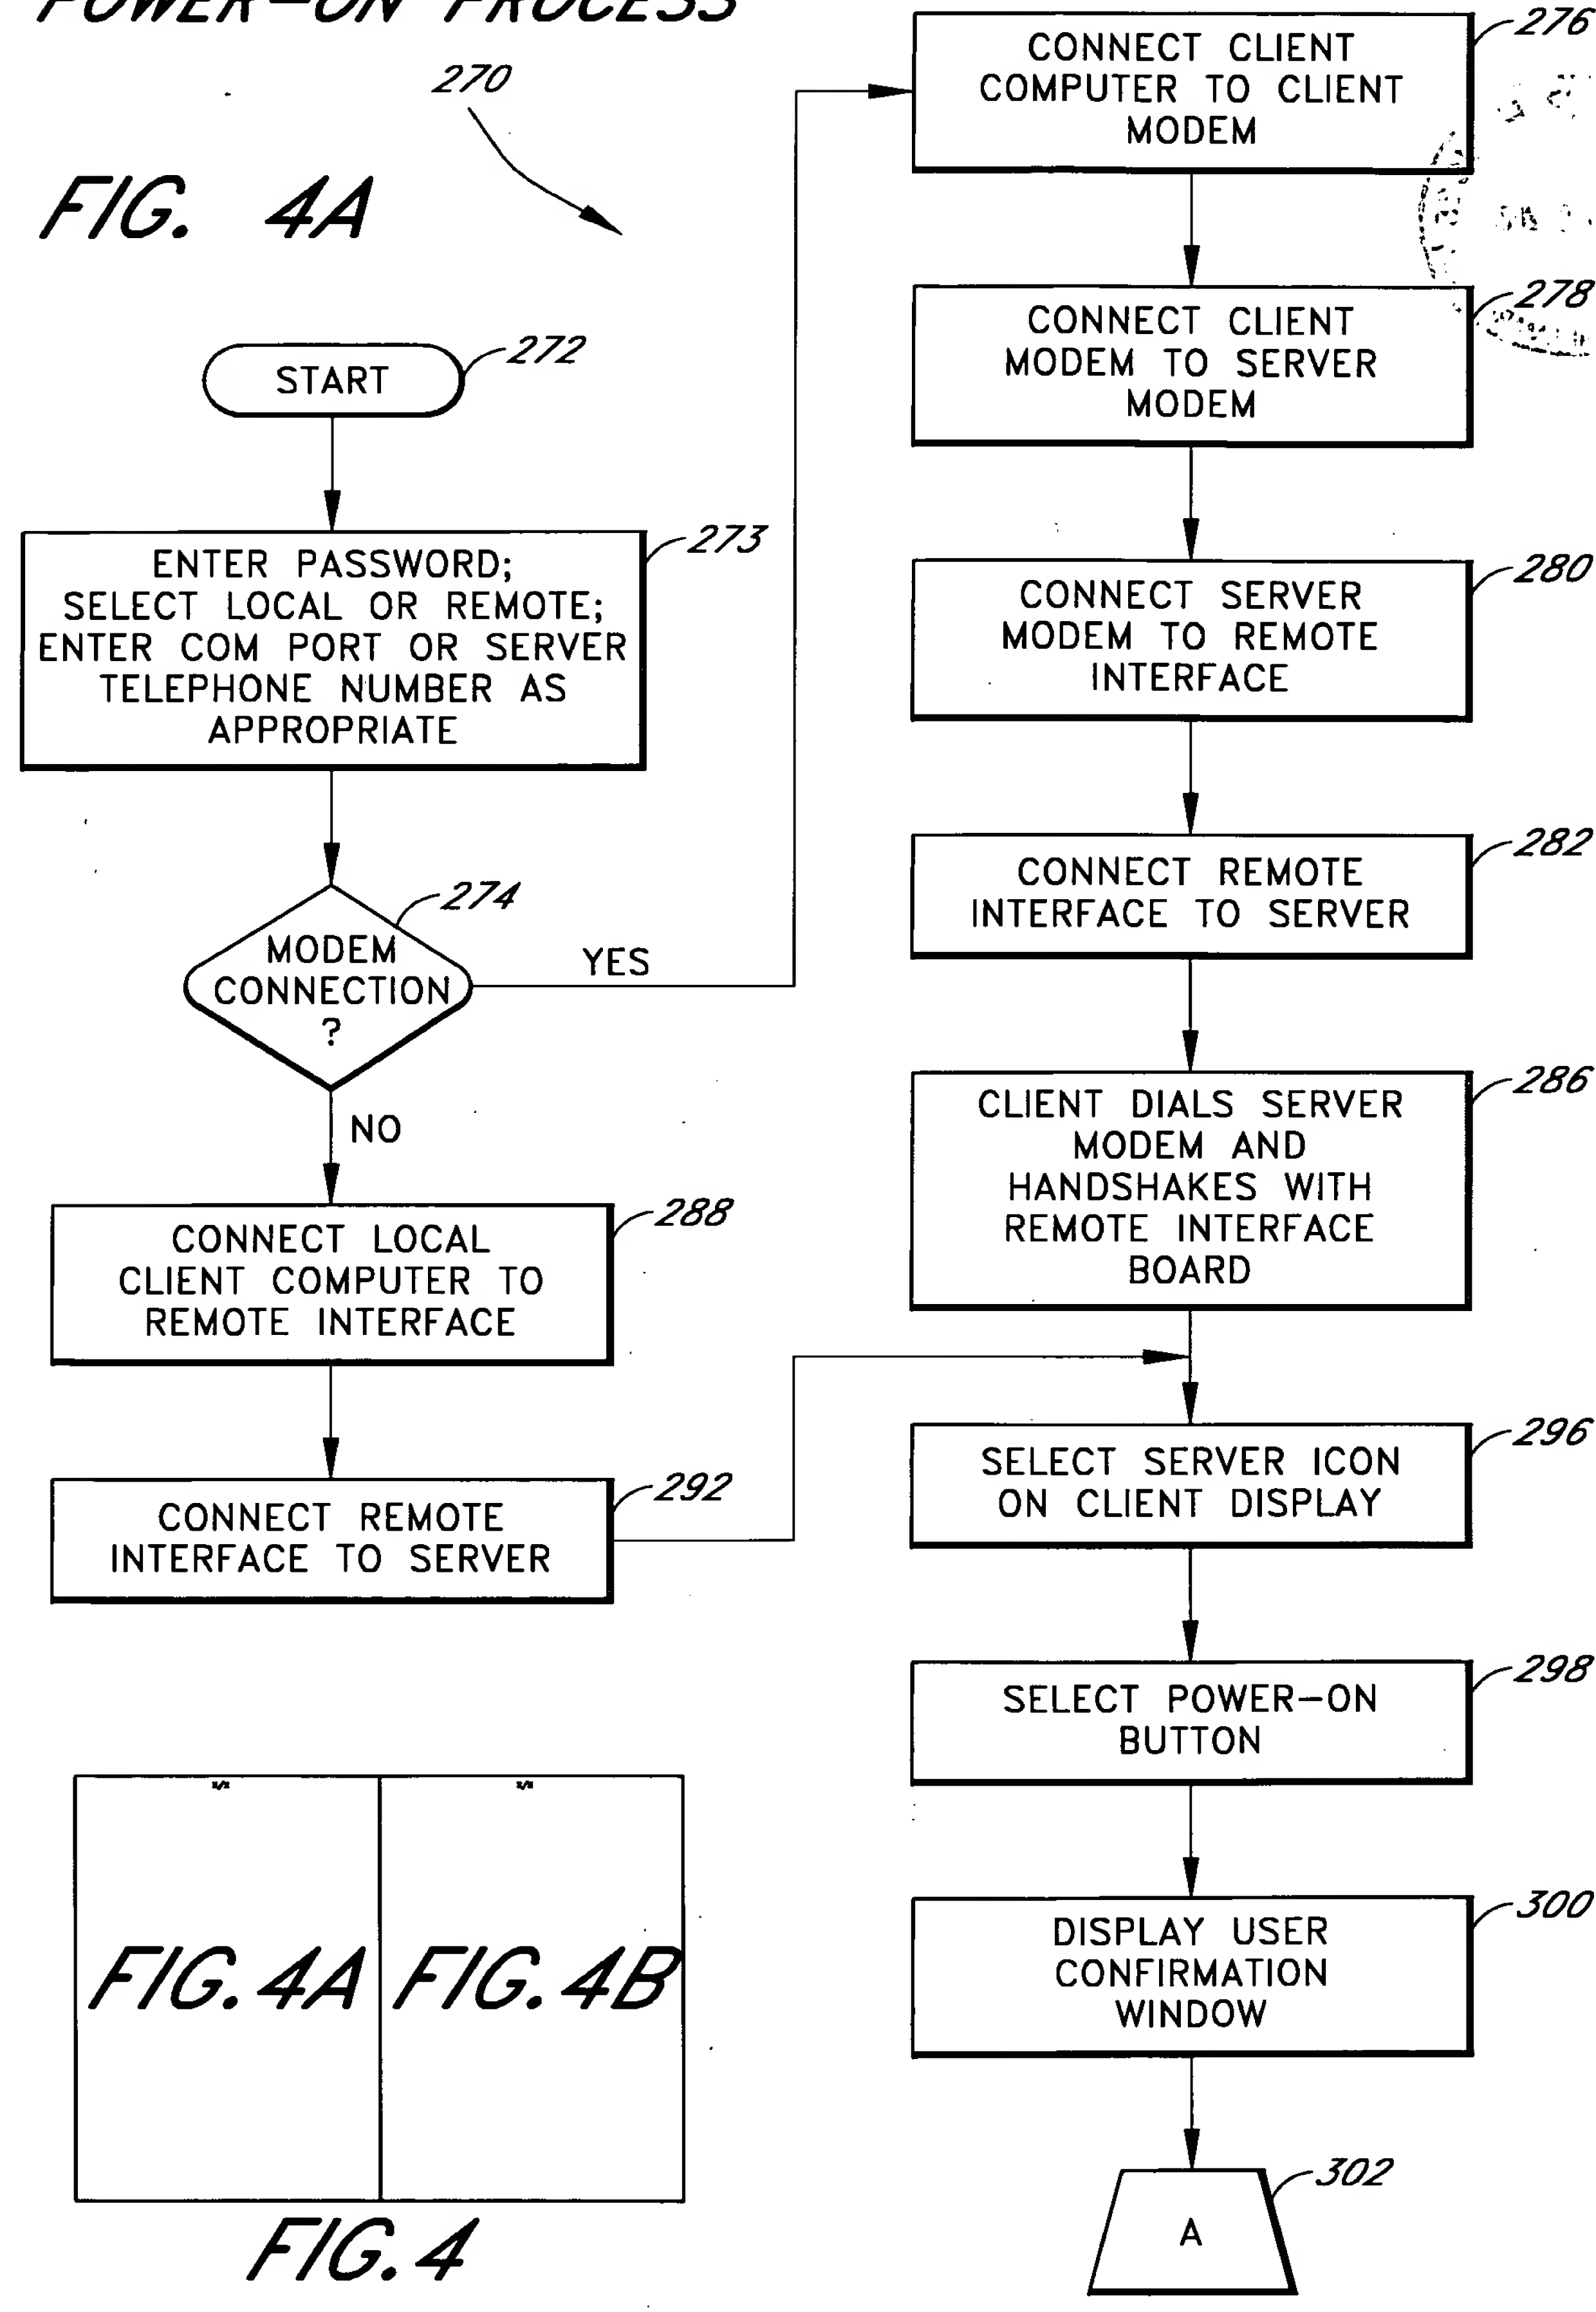 POWER-ON PROCESS
270
FIG. 4A
START
272
ENTER PASSWORD;
SELECT LOCAL OR REMOTE;
ENTER COM PORT OR SERVER
TELEPHONE NUMBER AS
APPROPRIATE
273
MODEM
CONNECTION
?
274
YES
NO
CONNECT LOCAL
CLIENT COMPUTER TO
REMOTE INTERFACE
288
CONNECT REMOTE
INTERFACE TO SERVER
292
CONNECT CLIENT
COMPUTER TO CLIENT
MODEM
276
CONNECT CLIENT
MODEM TO SERVER
MODEM
278
CONNECT SERVER
MODEM TO REMOTE
INTERFACE
280
CONNECT REMOTE
INTERFACE TO SERVER
282
CLIENT DIALS SERVER
MODEM AND
HANDSHAKES WITH
REMOTE INTERFACE
BOARD
286
SELECT SERVER ICON
ON CLIENT DISPLAY
296
SELECT POWER-ON
BUTTON
298
DISPLAY USER
CONFIRMATION
WINDOW
300
A
302
FIG. 4A
FIG. 4B
FIG. 4